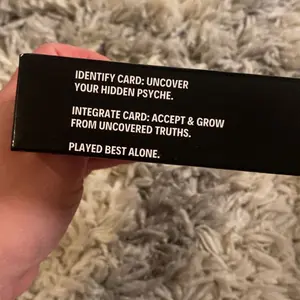 IDENTIFY CARD: UNCOVER
YOUR HIDDEN PSYCHE.
INTEGRATE CARD: ACCEPT & GROW
FROM UNCOVERED TRUTHS.
PLAYED BEST ALONE.